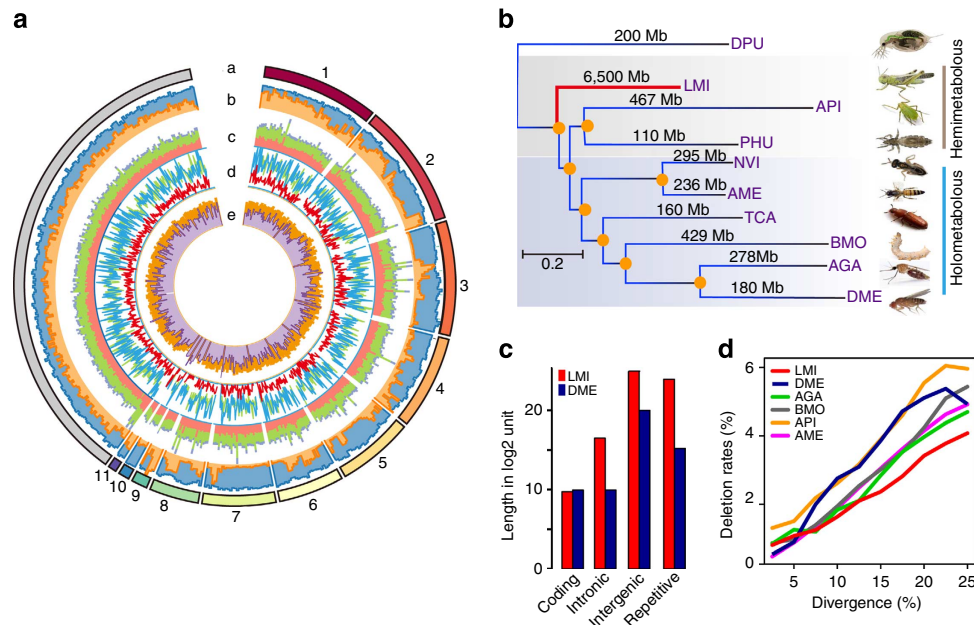 a
a
b
c
d
e
1
2
3
4
5
6
7
8
9
10
11
b
200 Mb
DPU
6,500 Mb
LMI
467 Mb
API
110 Mb
PHU
295 Mb
NVI
236 Mb
AME
160 Mb
TCA
429 Mb
BMO
278Mb
AGA
180 Mb
DME
0.2
Hemimetabolous
Holometabolous
c
LMI
DME
Length in log2 unit
20
10
0
Coding
Intronic
Intergenic
Repetitive
d
LMI
DME
AGA
BMO
API
AME
Deletion rates (%)
6
4
2
0
5
10
15
20
25
Divergence (%)